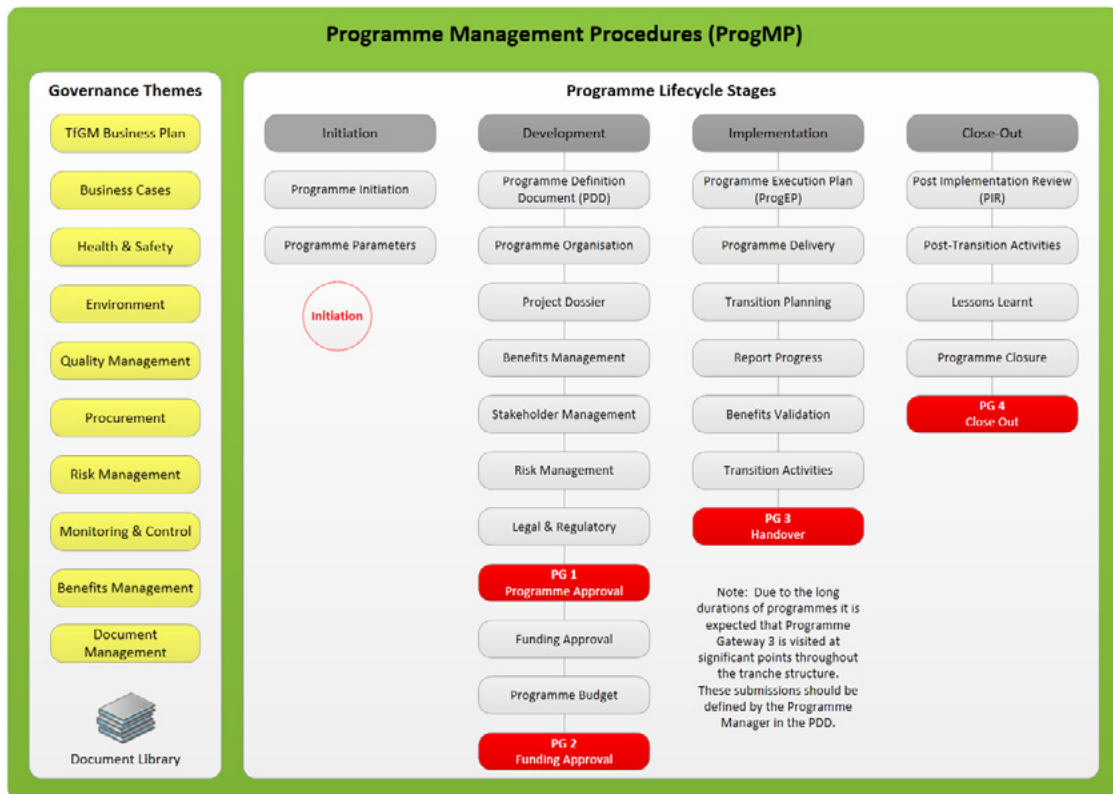 Programme Management Procedures (ProgMP)
Governance Themes
TfGM Business Plan
Business Cases
Health & Safety
Environment
Quality Management
Procurement
Risk Management
Monitoring & Control
Benefits Management
Document
Management
Document Library
Programme Lifecycle Stages
Initiation
Programme Initiation
Programme Parameters
Initiation
Development
Programme Definition
Document (PDD)
Programme Organisation
Project Dossier
Benefits Management
Stakeholder Management
Risk Management
Legal & Regulatory
PG 1
Programme Approval
Funding Approval
Programme Budget
PG 2
Funding Approval
Implementation
Programme Execution Plan
(ProgEP)
Programme Delivery
Transition Planning
Report Progress
Benefits Validation
Transition Activities
PG 3
Handover
Note: Due to the long
durations of programmes it is
expected that Programme
Gateway 3 is visited at
significant points throughout
the tranche structure.
These submissions should be
defined by the Programme
Manager in the PDD.
Close-Out
Post Implementation Review
(PIR)
Post-Transition Activities
Lessons Learnt
Programme Closure
PG 4
Close Out